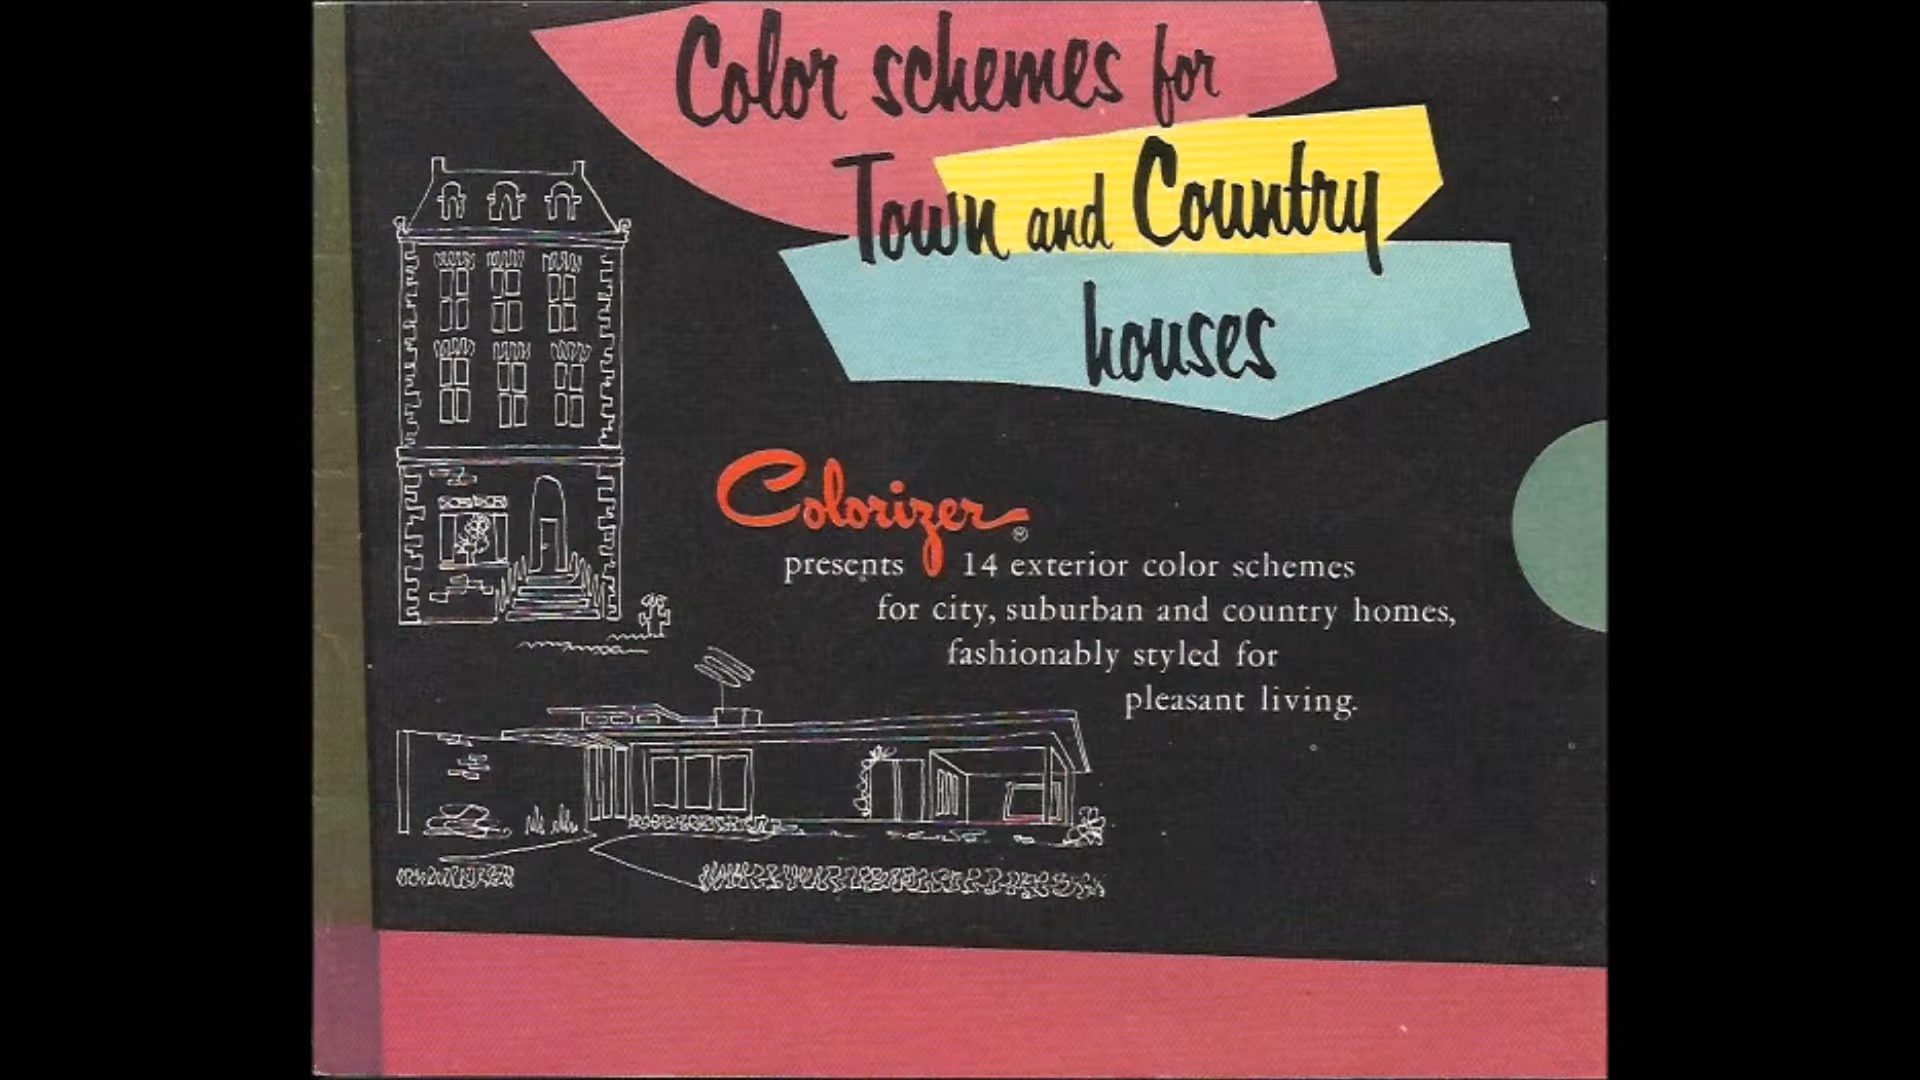 Color schemes for
Town and Country
houses
Colorizer®
presents 14 exterior color schemes
for city, suburban and country homes,
fashionably styled for
pleasant living.